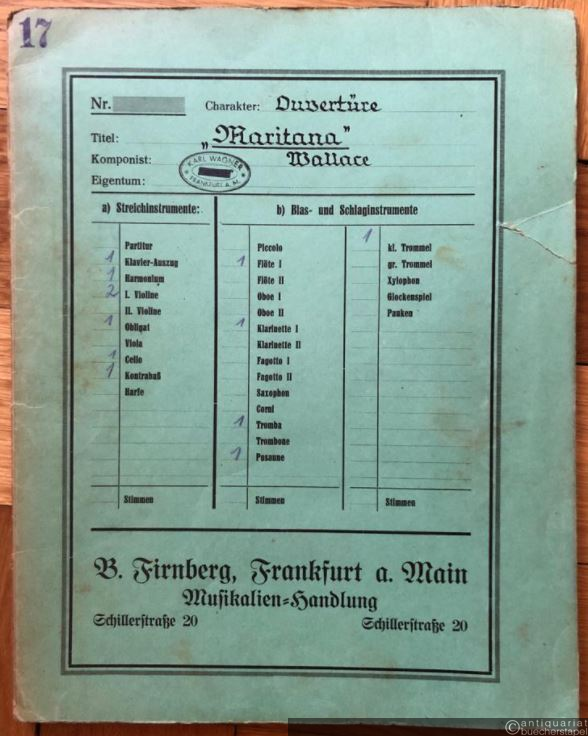 17
Nr. Charakter: Ouvertüre
Titel: „Maritana"
Komponist: Wallace
KARL WAGNER
FRANKFURT A. M.
Eigentum:
a) Streichinstrumente:
Partitur
1 Klavier-Auszug
1 Harmonium
2 I. Violine
II. Violine
1 Obligat
Viola
1 Cello
1 Kontrabaß
Harfe
Stimmen
b) Blas- und Schlaginstrumente
Piccolo
1 Flöte I
Flöte II
Oboe I
Oboe II
1 Klarinette I
Klarinette II
Fagotto I
Fagotto II
Saxophon
Corni
1 Tromba
Trombone
1 Posaune
Stimmen
1 kl. Trommel
gr. Trommel
Xylophon
Glockenspiel
Pauken
Stimmen
B. Firnberg, Frankfurt a. Main
Musikalien-Handlung
Schillerstraße 20 Schillerstraße 20
©antiquariat
buecherstapel